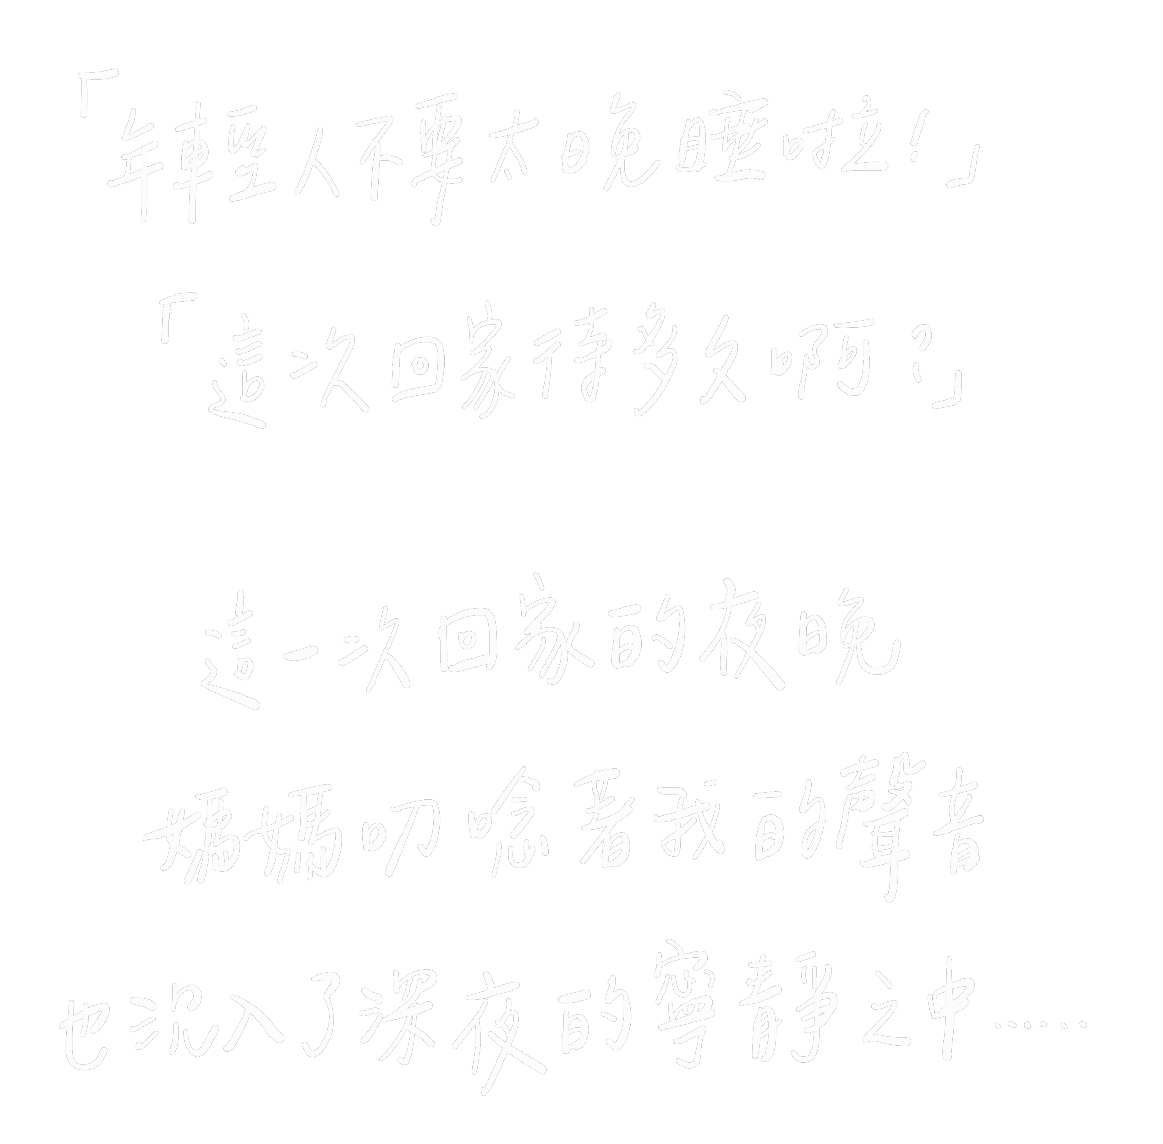 「年輕人不要太晚睡啦！」
「這次回家待多久啊？」
這一次回家的夜晚
媽媽叨唸著我的聲音
也沉入了深夜的寧靜之中……